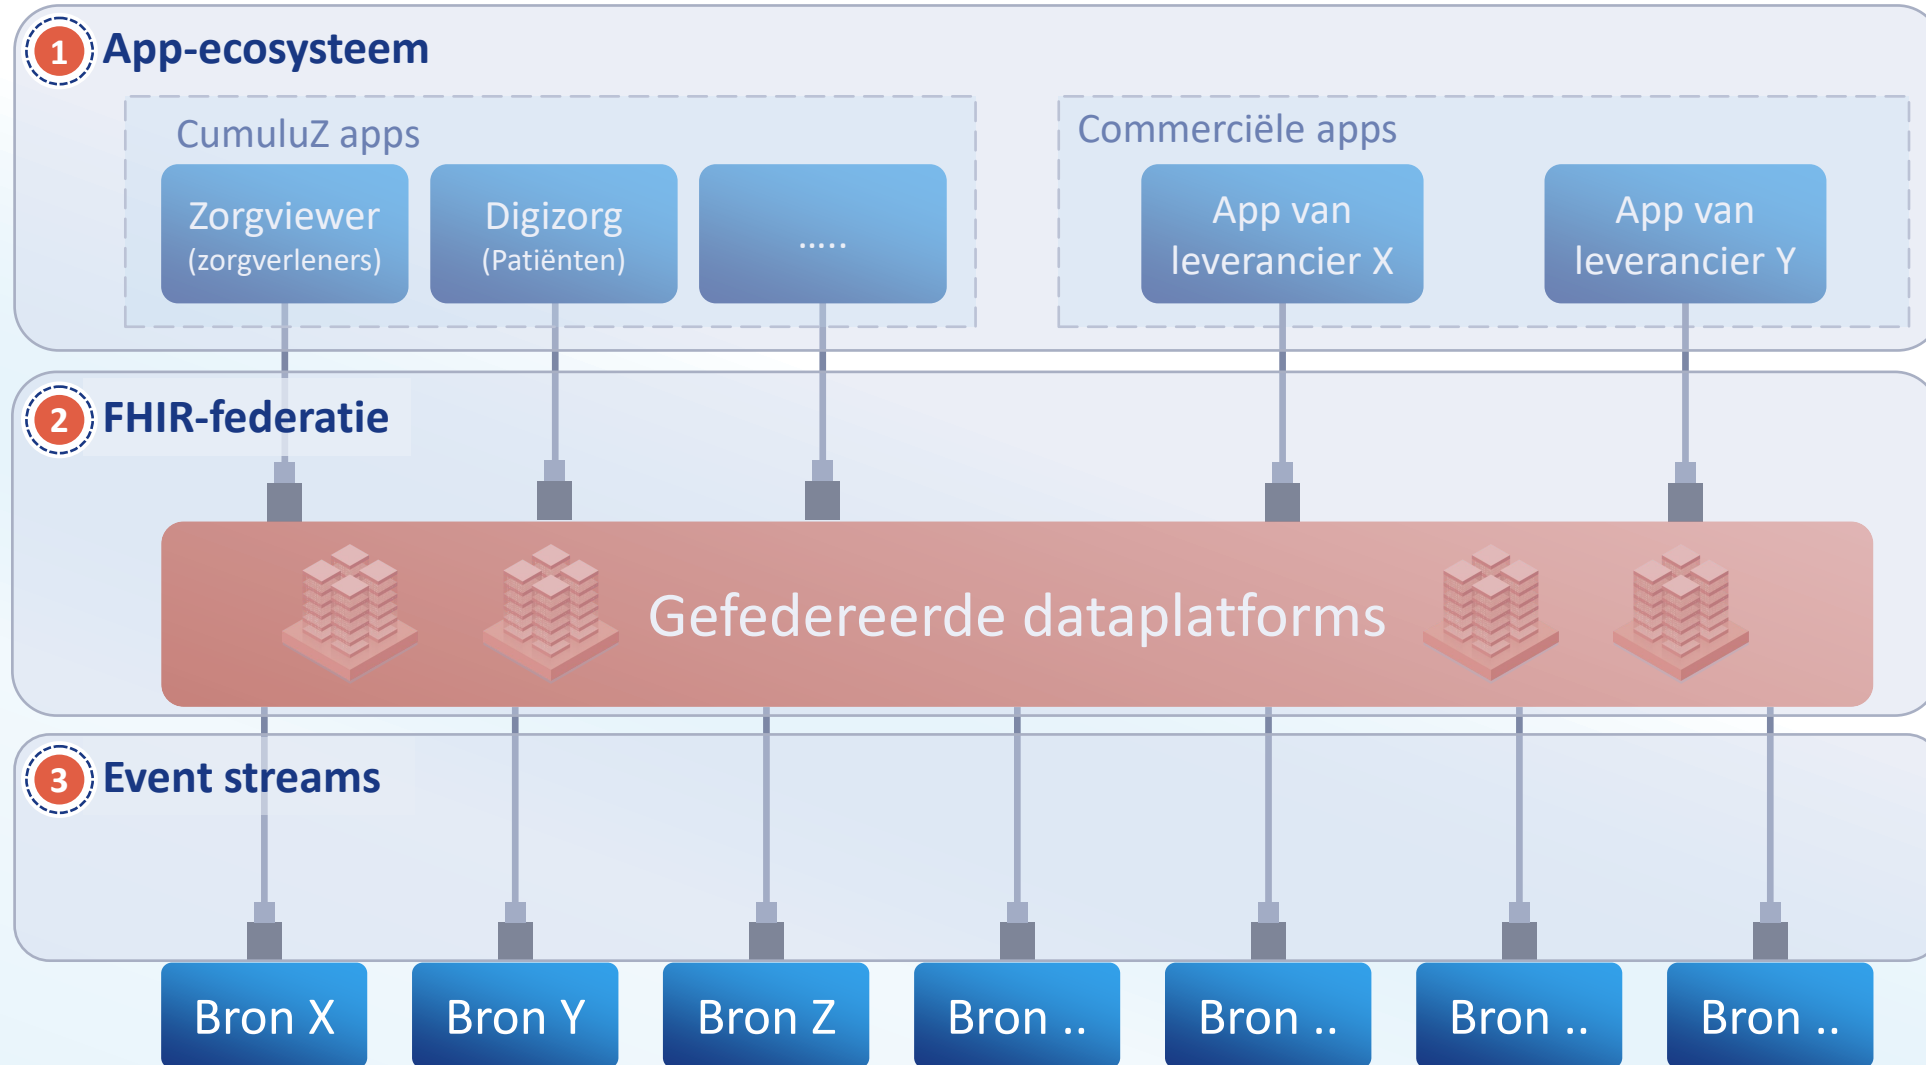 1 App-ecosysteem
CumuluZ apps
Commerciële apps
Zorgviewer
(zorgverleners)
Digizorg
(Patiënten)
.....
App van
leverancier X
App van
leverancier Y
2 FHIR-federatie
Gefedereerde dataplatforms
3 Event streams
Bron X
Bron Y
Bron Z
Bron ..
Bron ..
Bron ..
Bron ..